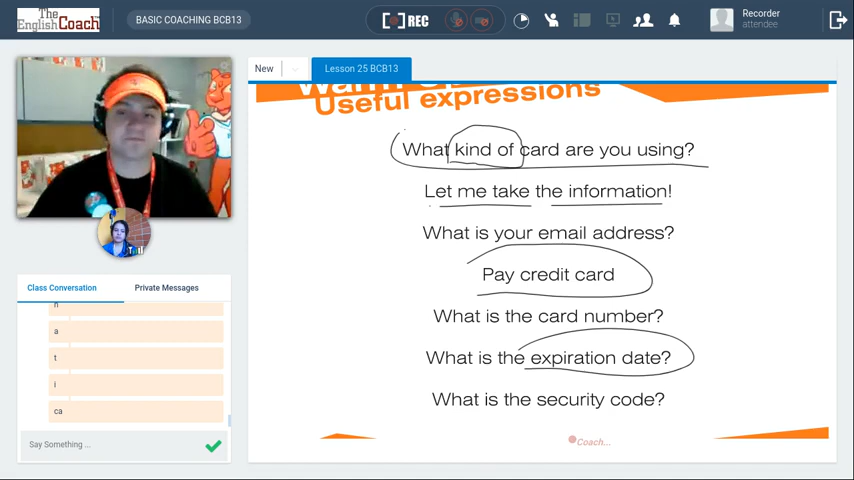 The
EnglishCoach
BASIC COACHING BCB13
REC
Recorder
attendee
New
Lesson 25 BCB13
Useful expressions
What kind of card are you using?
Let me take the information!
What is your email address?
Pay credit card
What is the card number?
What is the expiration date?
What is the security code?
Coach...
Class Conversation
Private Messages
n
a
t
i
ca
Say Something ...